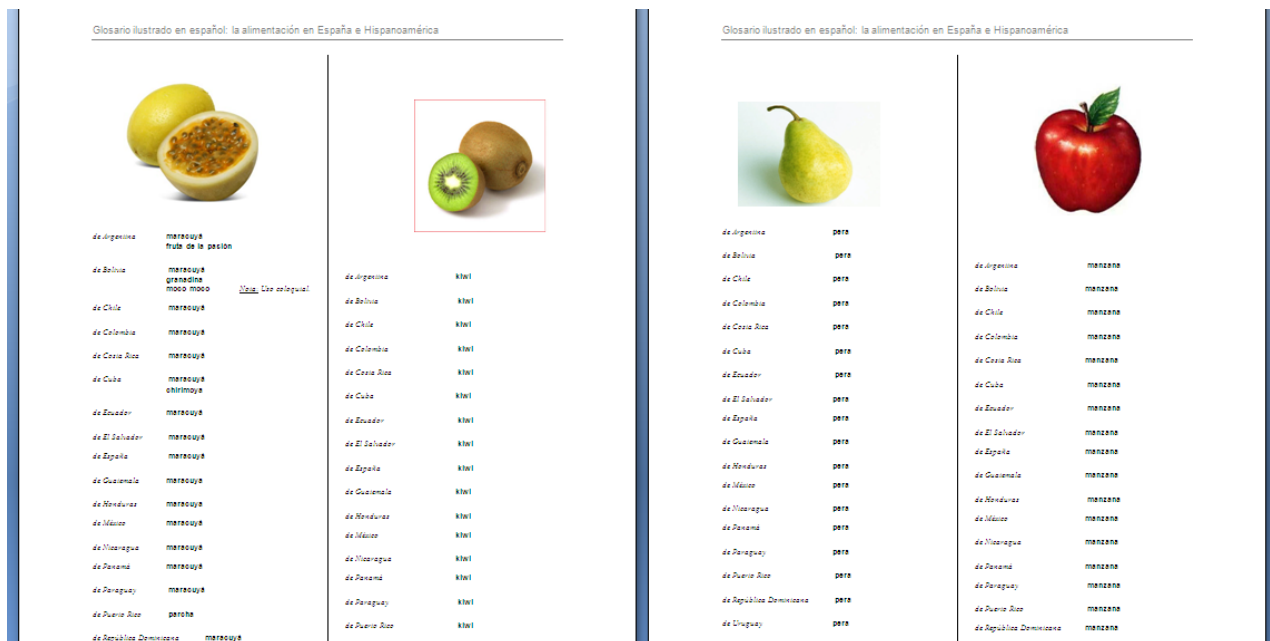 Glosario ilustrado en español: la alimentación en España e Hispanoamérica
de Argentina maracuyá
fruta de la pasión
de Bolivia maracuyá
granadina
moco moco Nota: Uso coloquial.
de Chile maracuyá
de Colombia maracuyá
de Costa Rica maracuyá
de Cuba maracuyá
chirimoya
de Ecuador maracuyá
de El Salvador maracuyá
de España maracuyá
de Guatemala maracuyá
de Honduras maracuyá
de México maracuyá
de Nicaragua maracuyá
de Panamá maracuyá
de Paraguay maracuyá
de Puerto Rico parcha
de República Dominicana maracuyá
de Argentina kiwi
de Bolivia kiwi
de Chile kiwi
de Colombia kiwi
de Costa Rica kiwi
de Cuba kiwi
de Ecuador kiwi
de El Salvador kiwi
de España kiwi
de Guatemala kiwi
de Honduras kiwi
de México kiwi
de Nicaragua kiwi
de Panamá kiwi
de Paraguay kiwi
de Puerto Rico kiwi
Glosario ilustrado en español: la alimentación en España e Hispanoamérica
de Argentina pera
de Bolivia pera
de Chile pera
de Colombia pera
de Costa Rica pera
de Cuba pera
de Ecuador pera
de El Salvador pera
de España pera
de Guatemala pera
de Honduras pera
de México pera
de Nicaragua pera
de Panamá pera
de Paraguay pera
de Puerto Rico pera
de República Dominicana pera
de Uruguay pera
de Argentina manzana
de Bolivia manzana
de Chile manzana
de Colombia manzana
de Costa Rica manzana
de Cuba manzana
de Ecuador manzana
de El Salvador manzana
de España manzana
de Guatemala manzana
de Honduras manzana
de México manzana
de Nicaragua manzana
de Panamá manzana
de Paraguay manzana
de Puerto Rico manzana
de República Dominicana manzana